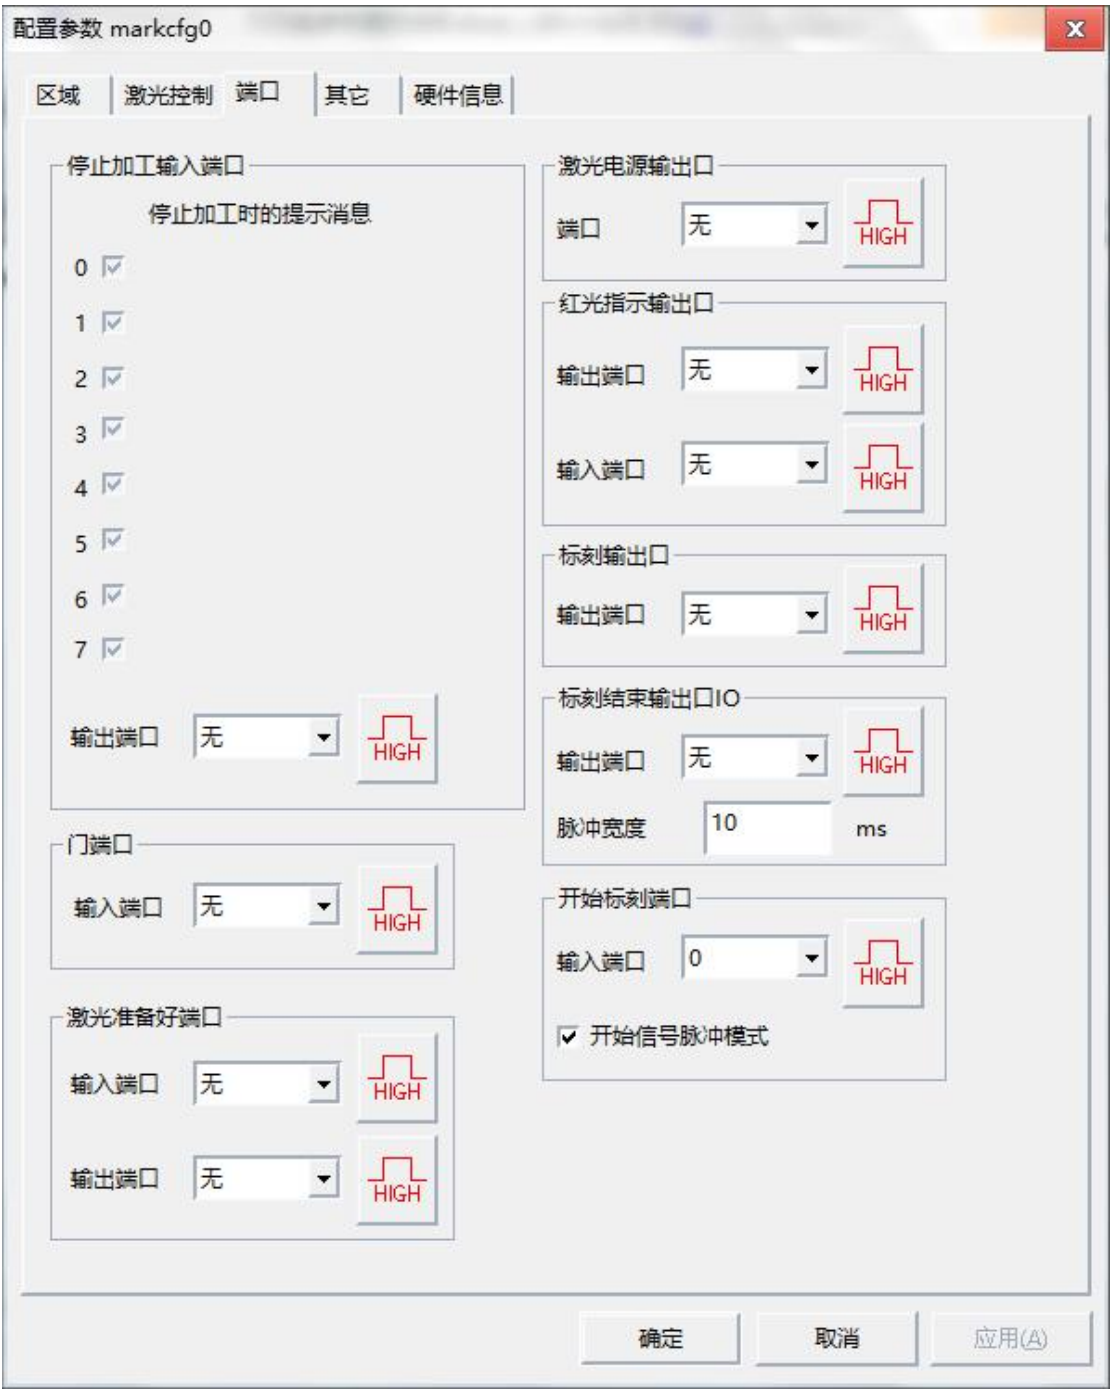 配置参数 markcfg0
区域 激光控制 端口 其它 硬件信息
停止加工输入端口
停止加工时的提示消息
0
1
2
3
4
5
6
7
输出端口 无 HIGH
门端口
输入端口 无 HIGH
激光准备好端口
输入端口 无 HIGH
输出端口 无 HIGH
激光电源输出口
端口 无 HIGH
红光指示输出口
输出端口 无 HIGH
输入端口 无 HIGH
标刻输出口
输出端口 无 HIGH
标刻结束输出口IO
输出端口 无 HIGH
脉冲宽度 10 ms
开始标刻端口
输入端口 0 HIGH
开始信号脉冲模式
确定 取消 应用(A)